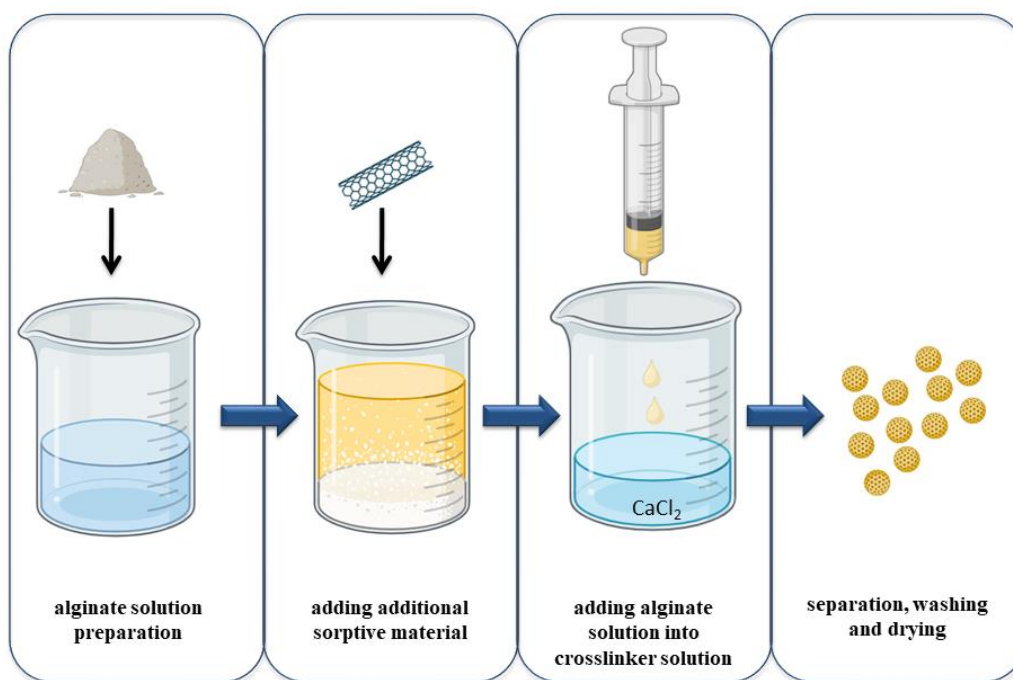 CaCl₂
alginate solution
preparation
adding additional
sorptive material
adding alginate
solution into
crosslinker solution
separation, washing
and drying